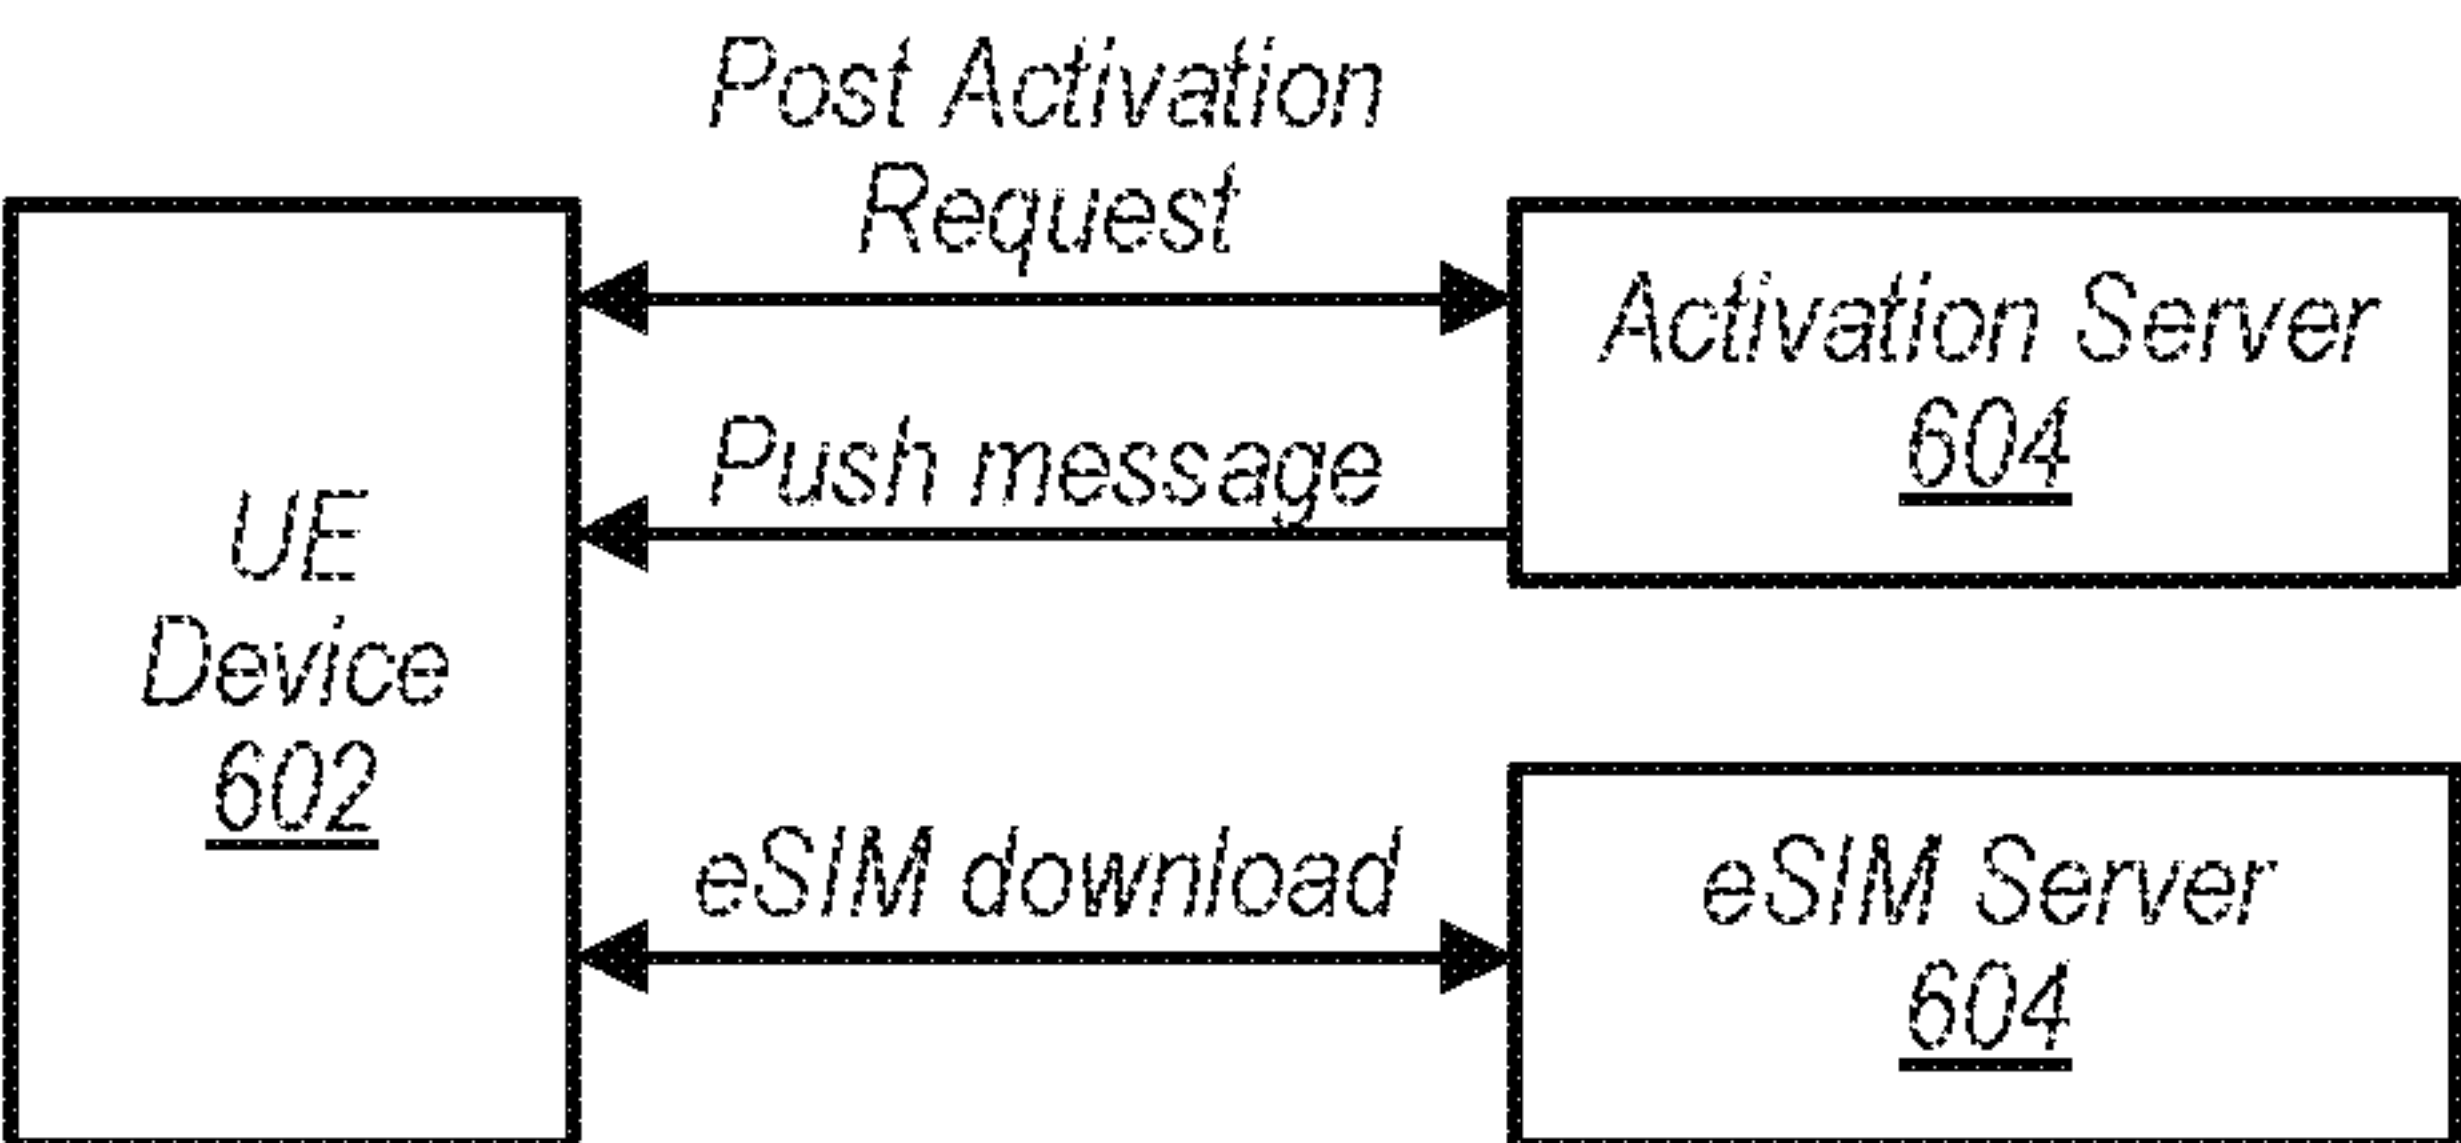 Post Activation
Request
Activation Server
604
Push message
UE
Device
602
eSIM download
eSIM Server
604